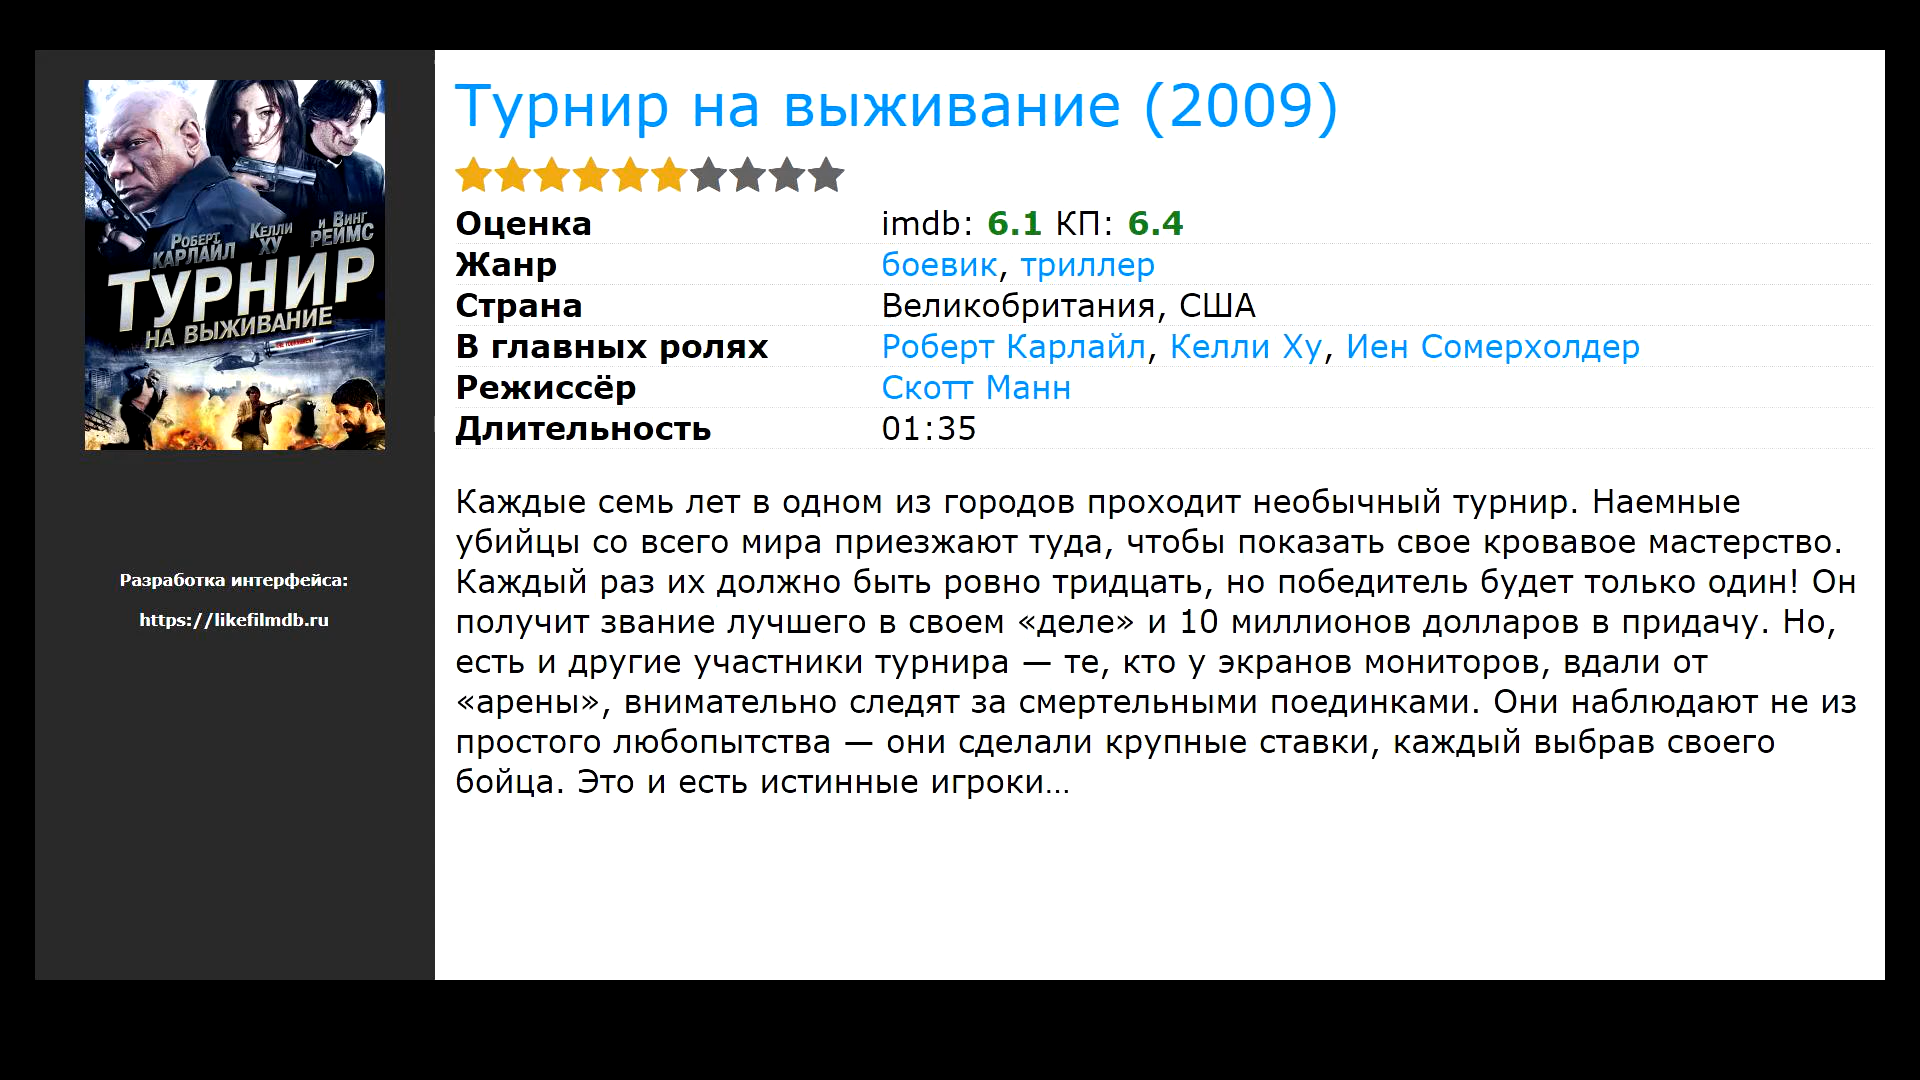 Турнир на выживание (2009)
Оценка imdb: 6.1 КП: 6.4
Жанр боевик, триллер
Страна Великобритания, США
В главных ролях Роберт Карлайл, Келли Ху, Иен Сомерхолдер
Режиссёр Скотт Манн
Длительность 01:35
Каждые семь лет в одном из городов проходит необычный турнир. Наемные
убийцы со всего мира приезжают туда, чтобы показать свое кровавое мастерство.
Каждый раз их должно быть ровно тридцать, но победитель будет только один! Он
получит звание лучшего в своем «деле» и 10 миллионов долларов в придачу. Но,
есть и другие участники турнира — те, кто у экранов мониторов, вдали от
«арены», внимательно следят за смертельными поединками. Они наблюдают не из
простого любопытства — они сделали крупные ставки, каждый выбрав своего
бойца. Это и есть истинные игроки…
Роберт Карлайл
Келли Ху
и Винг Реймс
Турнир
на выживание
THE TOURNAMENT
Разработка интерфейса:
https://likefilmdb.ru